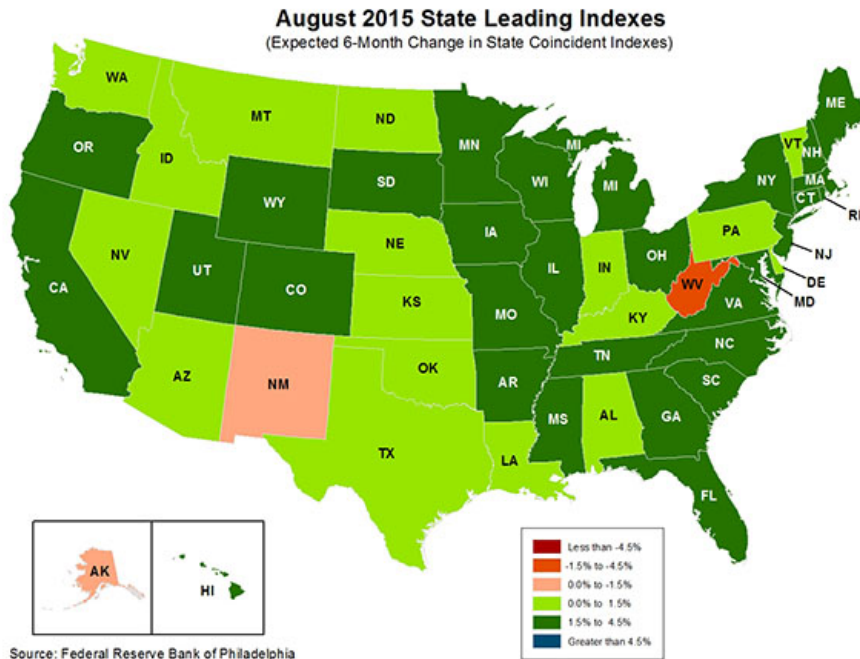 August 2015 State Leading Indexes
(Expected 6-Month Change in State Coincident Indexes)
WA
MT
ND
MN
ME
OR
ID
SD
WI
MI
MI
VT
NH
NY
MA
CT
RI
WY
NV
UT
CO
NE
IA
IL
IN
OH
PA
NJ
DE
MD
CA
KS
MO
KY
WV
VA
AZ
NM
OK
AR
TN
NC
SC
TX
LA
MS
AL
GA
FL
AK
HI
Less than -4.5%
-1.5% to -4.5%
0.0% to -1.5%
0.0% to 1.5%
1.5% to 4.5%
Greater than 4.5%
Source: Federal Reserve Bank of Philadelphia